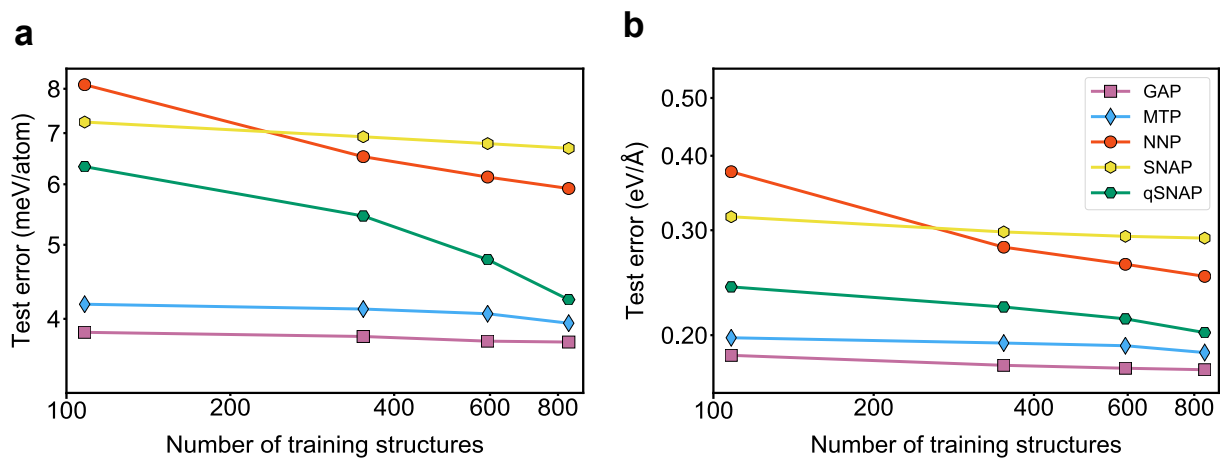 a
Test error (meV/atom)
8
7
6
5
4
100
200
400
600
800
Number of training structures
b
Test error (eV/Å)
0.50
0.40
0.30
0.20
100
200
400
600
800
Number of training structures
GAP
MTP
NNP
SNAP
qSNAP